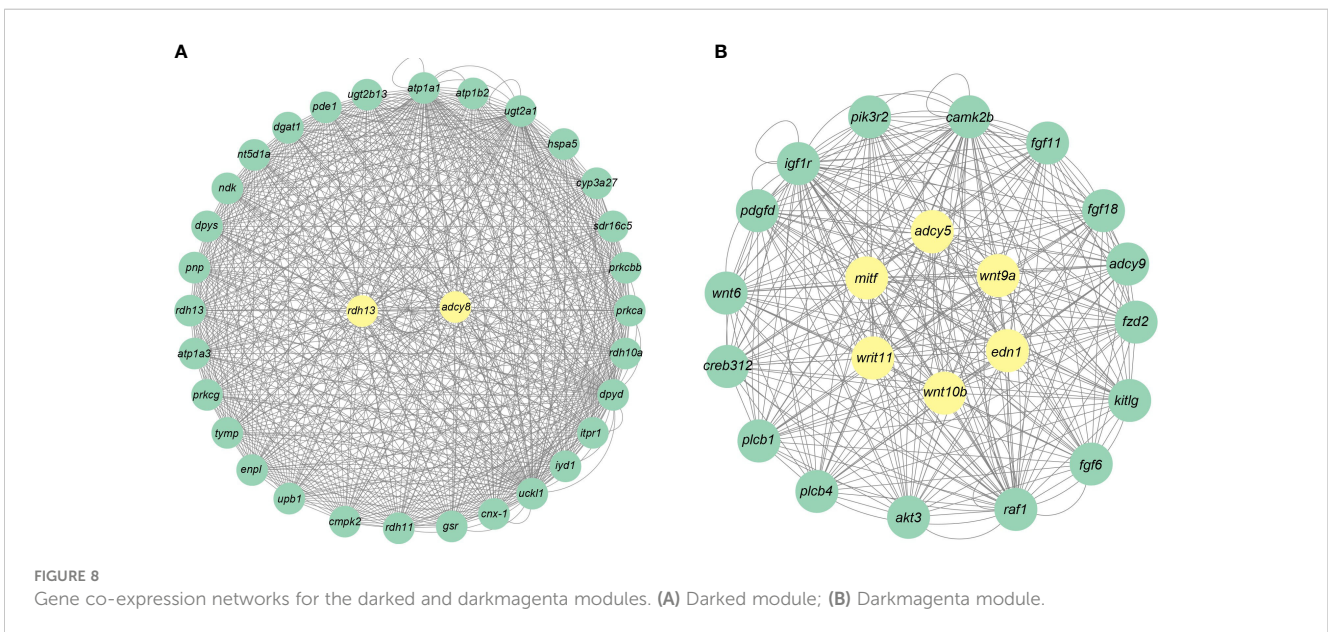 A
B
atp1a1
atp1b2
ugt2a1
hspa5
cyp3a27
sdr16c5
prkcbb
prkca
rdh10a
dpyd
itpr1
iyd1
uckl1
cnx-1
gsr
rdh11
cmpk2
upb1
enpl
tymp
prkcg
atp1a3
rdh13
pnp
dpys
ndk
nt5d1a
dgat1
pde1
ugt2b13
rdh13
adcy8
camk2b
fgf11
fgf18
adcy9
fzd2
kitlg
fgf6
raf1
akt3
plcb4
plcb1
creb312
wnt6
pdgfd
igf1r
pik3r2
adcy5
mitf
wnt9a
writ11
edn1
wnt10b
FIGURE 8
Gene co-expression networks for the darked and darkmagenta modules. (A) Darked module; (B) Darkmagenta module.